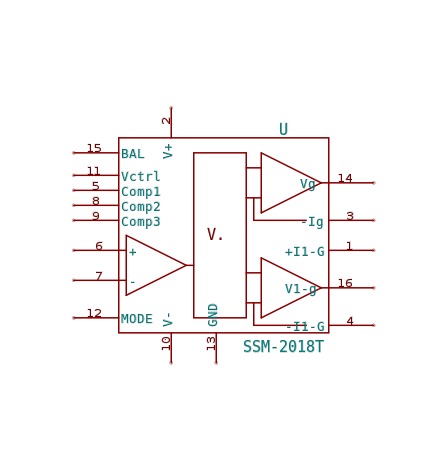 2
U
V+
15 BAL
11 Vctrl
5 Comp1
8 Comp2
9 Comp3
Vg 14
-Ig 3
V.
6 +
+I1-G 1
7 -
V1-g 16
12 MODE
V-
GND
-I1-G 4
10
13
SSM-2018T